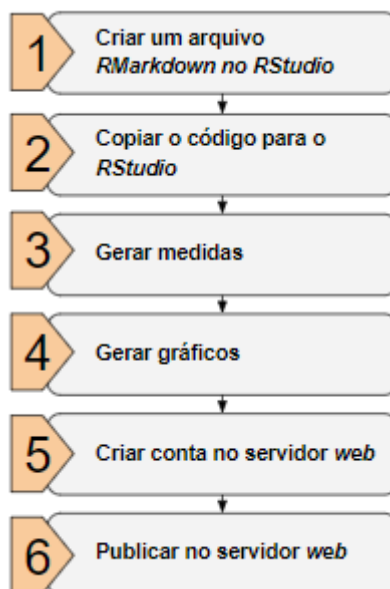 1
Criar um arquivo
RMarkdown no RStudio
2
Copiar o código para o
RStudio
3
Gerar medidas
4
Gerar gráficos
5
Criar conta no servidor web
6
Publicar no servidor web